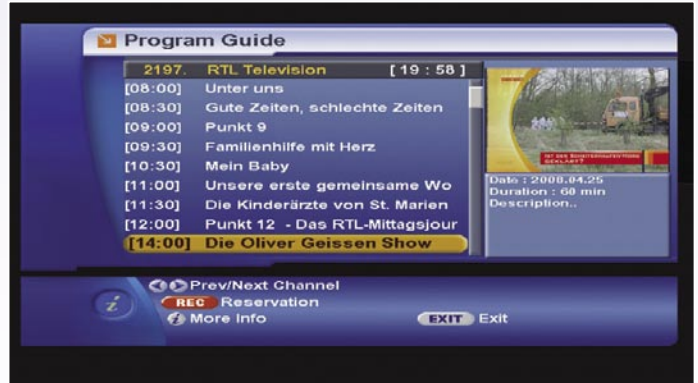 Program Guide
2197. RTL Television [ 19 : 58 ]
[08:00] Unter uns
[08:30] Gute Zeiten, schlechte Zeiten
[09:00] Punkt 9
[09:30] Familienhilfe mit Herz
[10:30] Mein Baby
[11:00] Unsere erste gemeinsame Wo
[11:30] Die Kinderärzte von St. Marien
[12:00] Punkt 12 - Das RTL-Mittagsjour
[14:00] Die Oliver Geissen Show
GEKLÄRT?
Date : 2008.04.25
Duration : 60 min
Description..
Prev/Next Channel
REC Reservation
i More Info
EXIT Exit
i